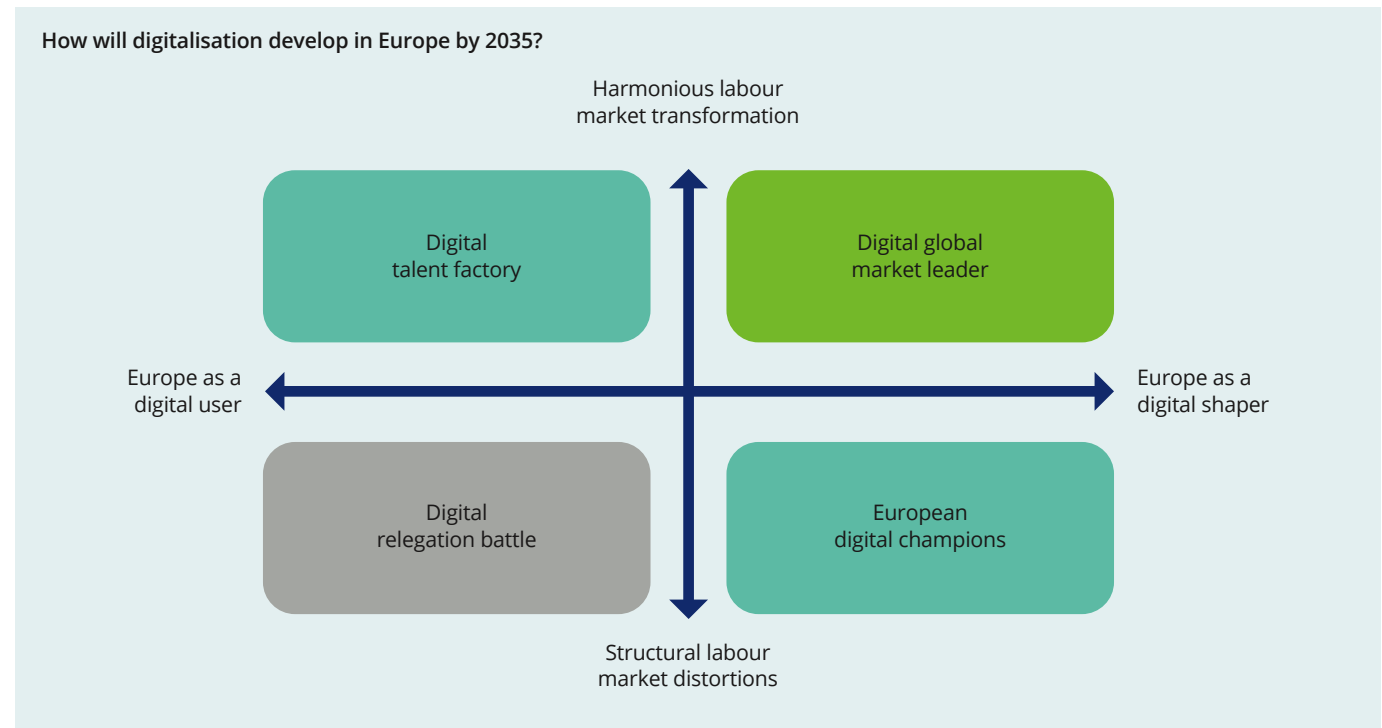 How will digitalisation develop in Europe by 2035?
Harmonious labour
market transformation
Digital
talent factory
Digital global
market leader
Europe as a
digital user
Europe as a
digital shaper
Digital
relegation battle
European
digital champions
Structural labour
market distortions